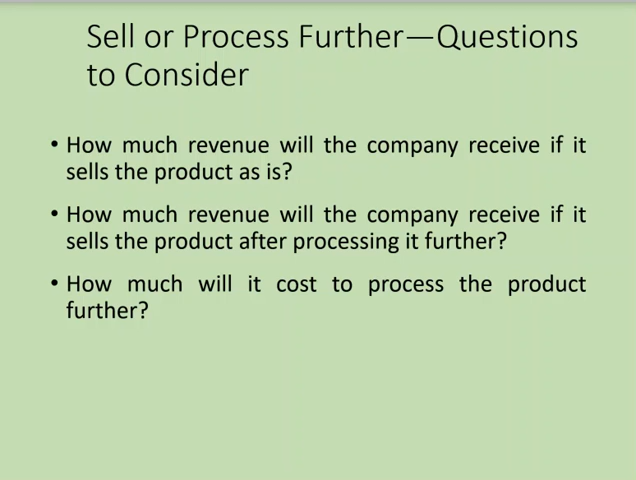 Sell or Process Further—Questions
to Consider
• How much revenue will the company receive if it
sells the product as is?
• How much revenue will the company receive if it
sells the product after processing it further?
• How much will it cost to process the product
further?